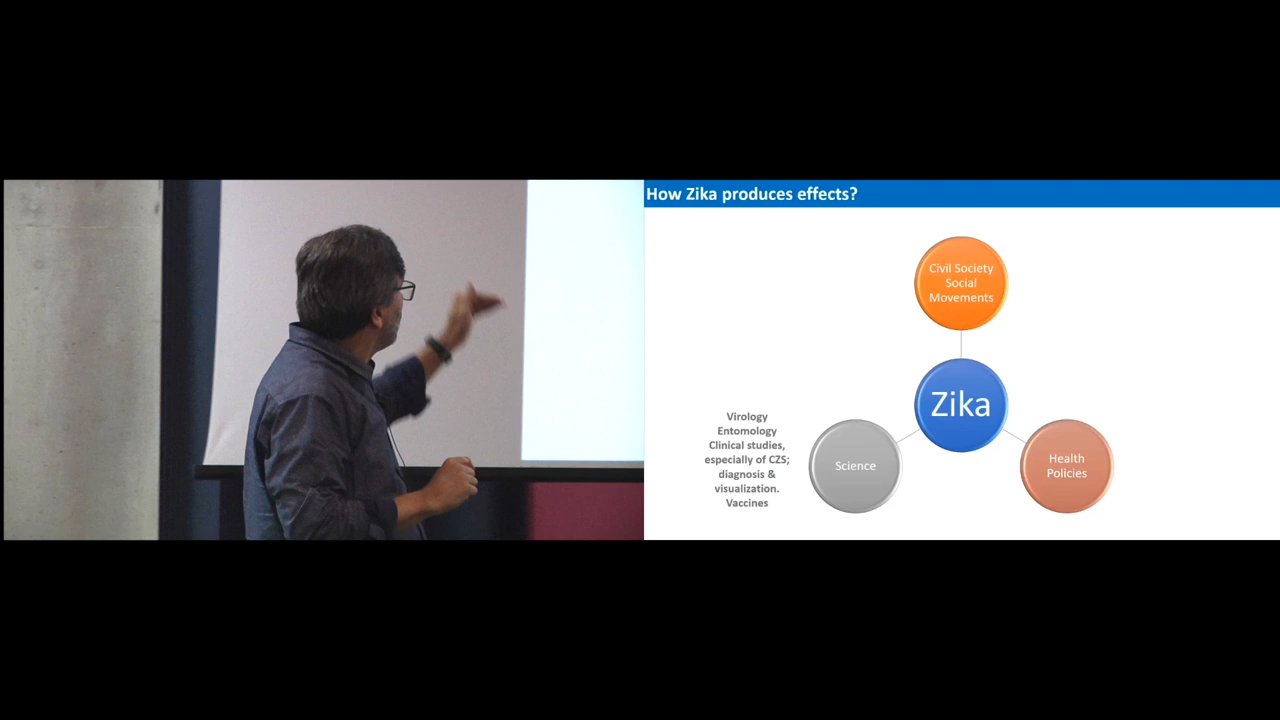 How Zika produces effects?
Civil Society
Social
Movements
Zika
Virology
Entomology
Clinical studies,
especially of CZS;
diagnosis &
visualization.
Vaccines
Science
Health
Policies